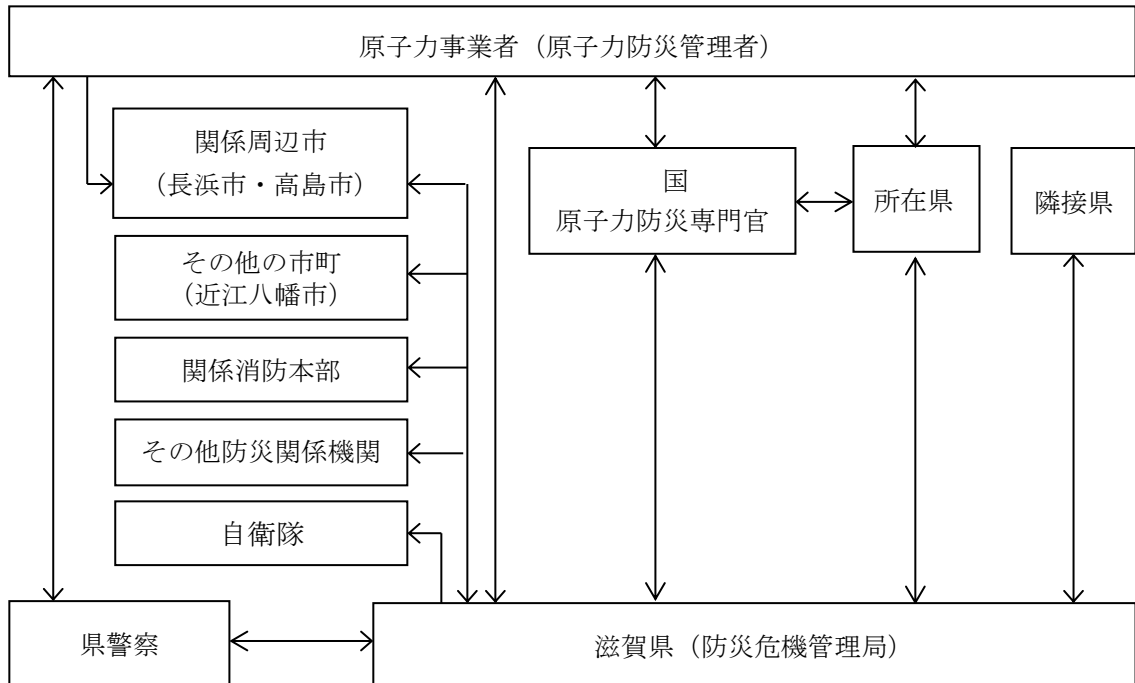 原子力事業者（原子力防災管理者）
関係周辺市
（長浜市・高島市）
国
原子力防災専門官
所在県
隣接県
その他の市町
（近江八幡市）
関係消防本部
その他防災関係機関
自衛隊
県警察
滋賀県（防災危機管理局）